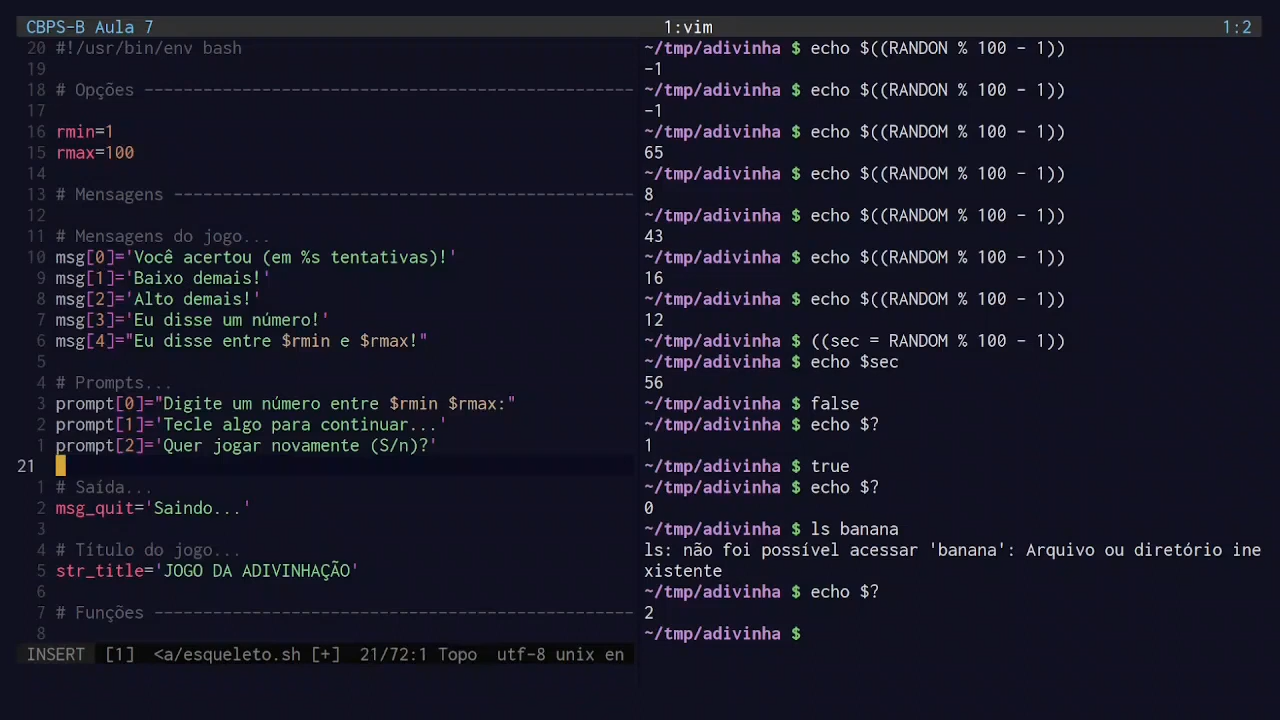 CBPS-B Aula 7 1:vim 1:2
20 #!/usr/bin/env bash
19
18 # Opções --------------------------------------------------
17
16 rmin=1
15 rmax=100
14
13 # Mensagens -----------------------------------------------
12
11 # Mensagens do jogo...
10 msg[0]='Você acertou (em %s tentativas)!'
9 msg[1]='Baixo demais!'
8 msg[2]='Alto demais!'
7 msg[3]='Eu disse um número!'
6 msg[4]="Eu disse entre $rmin e $rmax!"
5
4 # Prompts...
3 prompt[0]="Digite um número entre $rmin $rmax:"
2 prompt[1]='Tecle algo para continuar...'
1 prompt[2]='Quer jogar novamente (S/n)?'
21
1 # Saída...
2 msg_quit='Saindo...'
3
4 # Título do jogo...
5 str_title='JOGO DA ADIVINHAÇÃO'
6
7 # Funções -------------------------------------------------
8
INSERT [1] <a/esqueleto.sh [+] 21/72:1 Topo utf-8 unix en
~/tmp/adivinha $ echo $((RANDON % 100 - 1))
-1
~/tmp/adivinha $ echo $((RANDON % 100 - 1))
-1
~/tmp/adivinha $ echo $((RANDOM % 100 - 1))
65
~/tmp/adivinha $ echo $((RANDOM % 100 - 1))
8
~/tmp/adivinha $ echo $((RANDOM % 100 - 1))
43
~/tmp/adivinha $ echo $((RANDOM % 100 - 1))
16
~/tmp/adivinha $ echo $((RANDOM % 100 - 1))
12
~/tmp/adivinha $ ((sec = RANDOM % 100 - 1))
~/tmp/adivinha $ echo $sec
56
~/tmp/adivinha $ false
~/tmp/adivinha $ echo $?
1
~/tmp/adivinha $ true
~/tmp/adivinha $ echo $?
0
~/tmp/adivinha $ ls banana
ls: não foi possível acessar 'banana': Arquivo ou diretório ine
xistente
~/tmp/adivinha $ echo $?
2
~/tmp/adivinha $